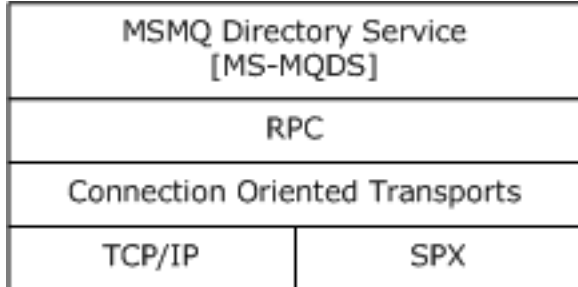 MSMQ Directory Service
[MS-MQDS]
RPC
Connection Oriented Transports
TCP/IP
SPX